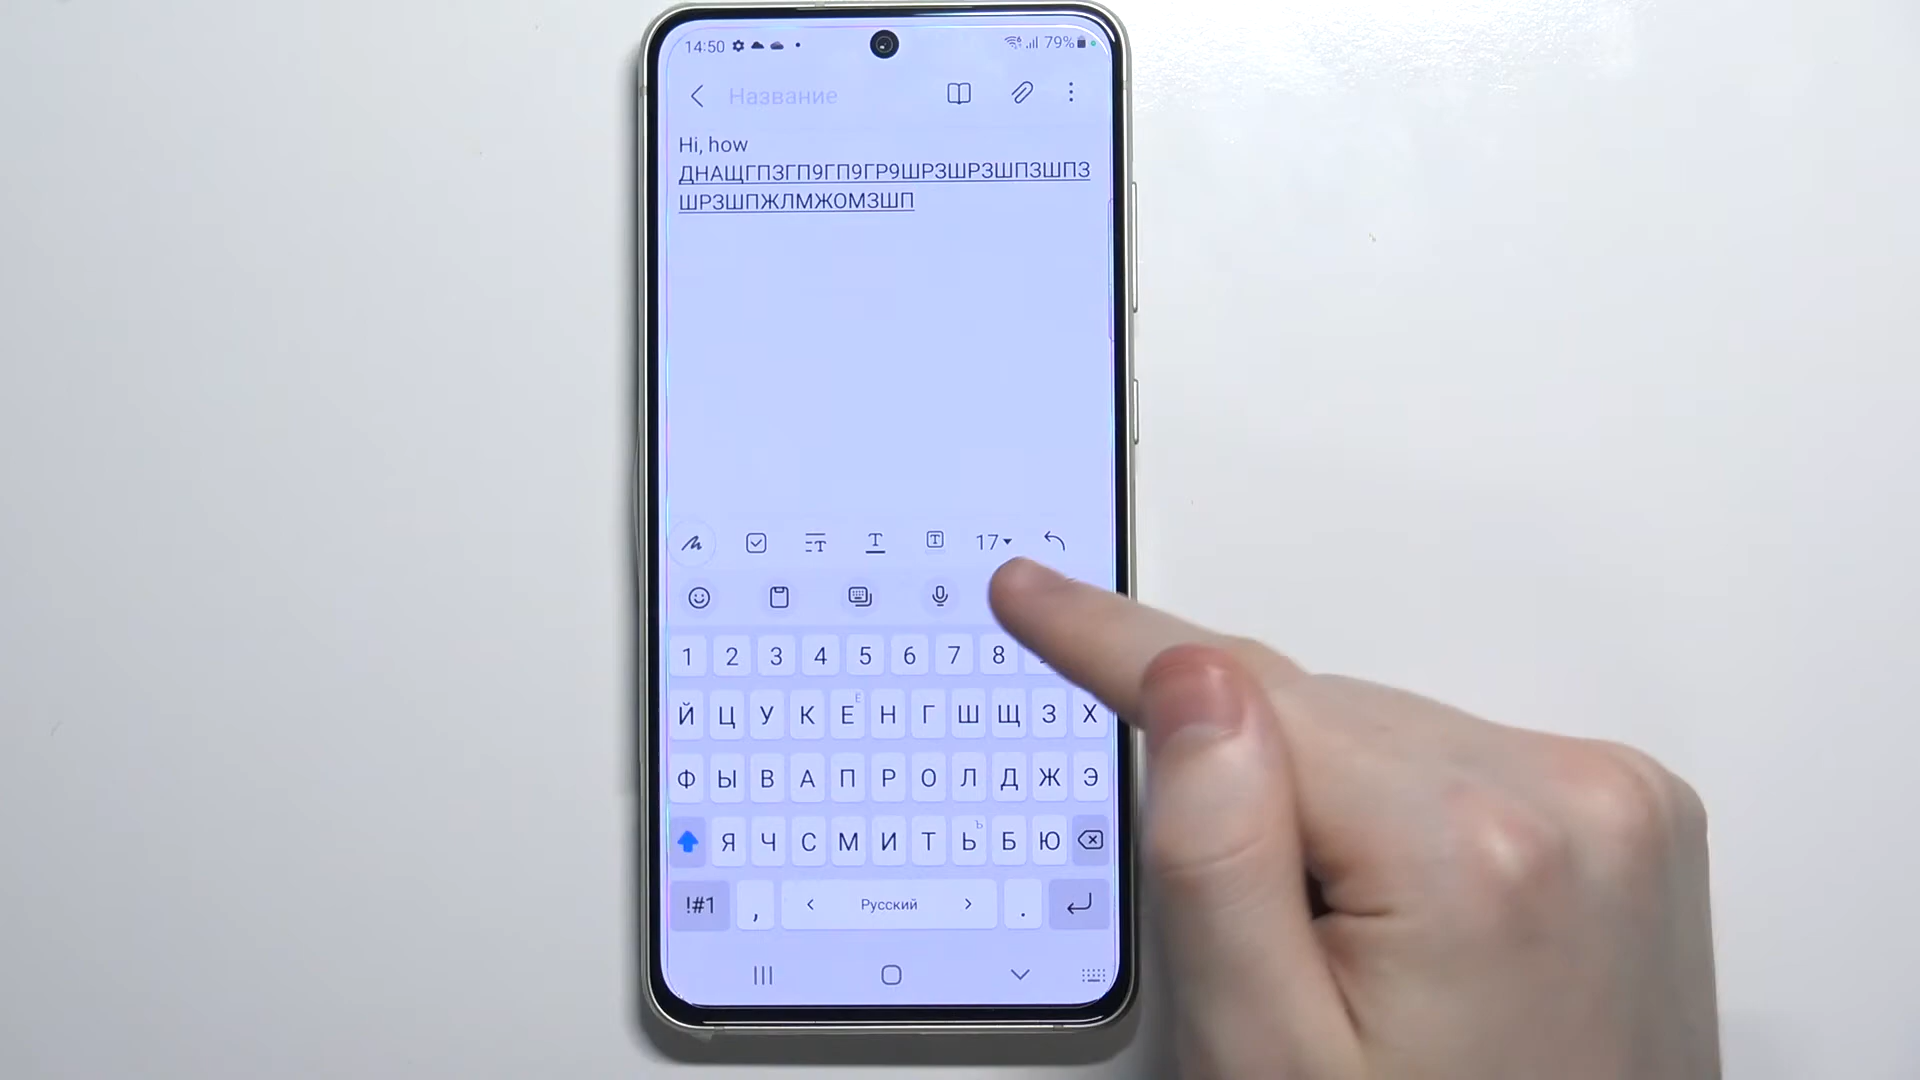 14:50
79%
Название
Hi, how
ДНАЩГПЗГП9ГП9ГР9ШРЗШРЗШПЗШПЗ
ШРЗШПЖЛМЖОМЗШП
17
1 2 3 4 5 6 7 8
Й Ц У К Е Ё Н Г Ш Щ З Х
Ф Ы В А П Р О Л Д Ж Э
Я Ч С М И Т Ь Ъ Б Ю
!#1 , < Русский > .